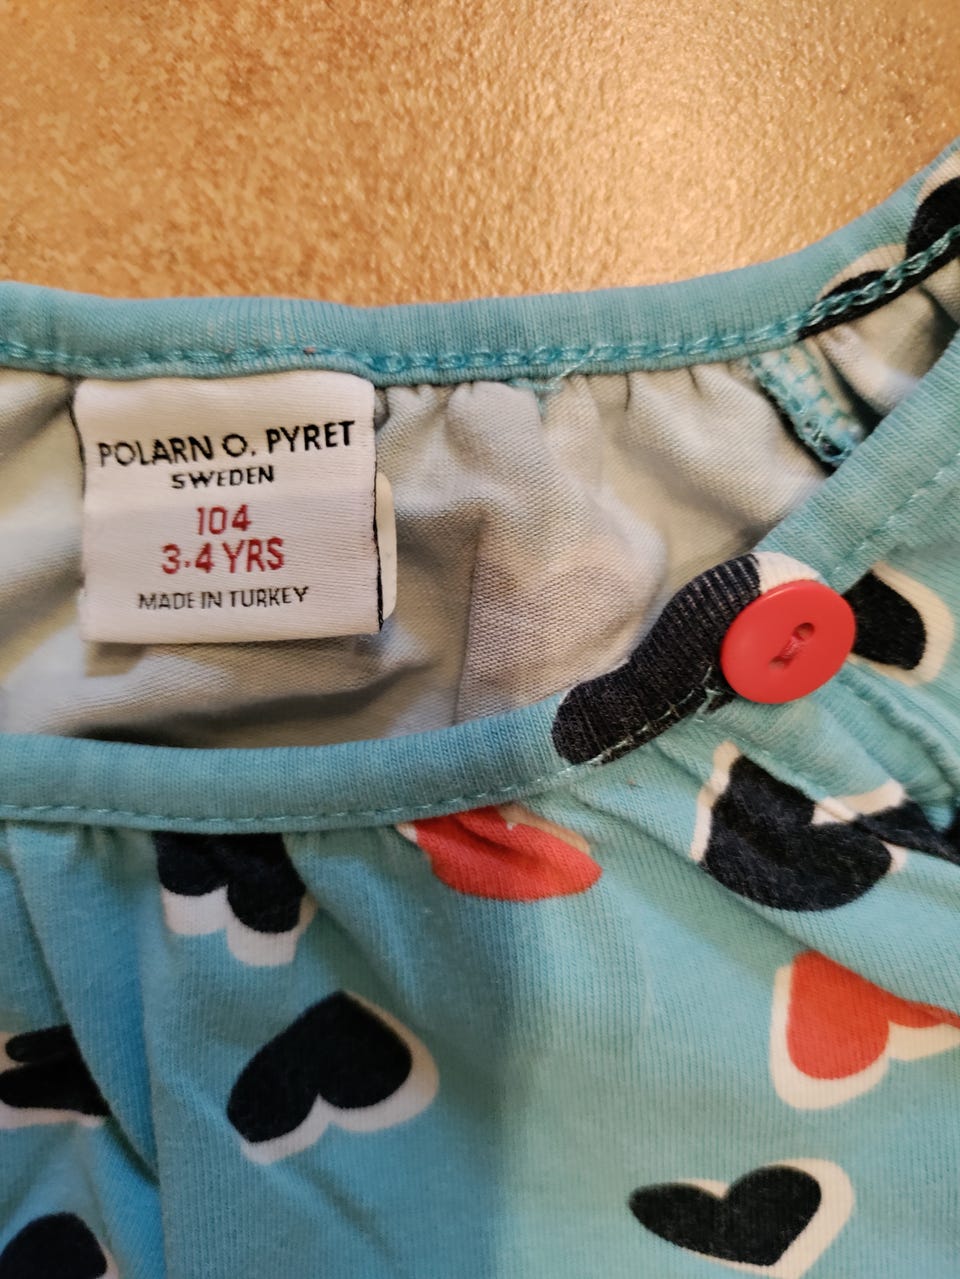 POLARN O. PYRET
SWEDEN
104
3-4 YRS
MADE IN TURKEY